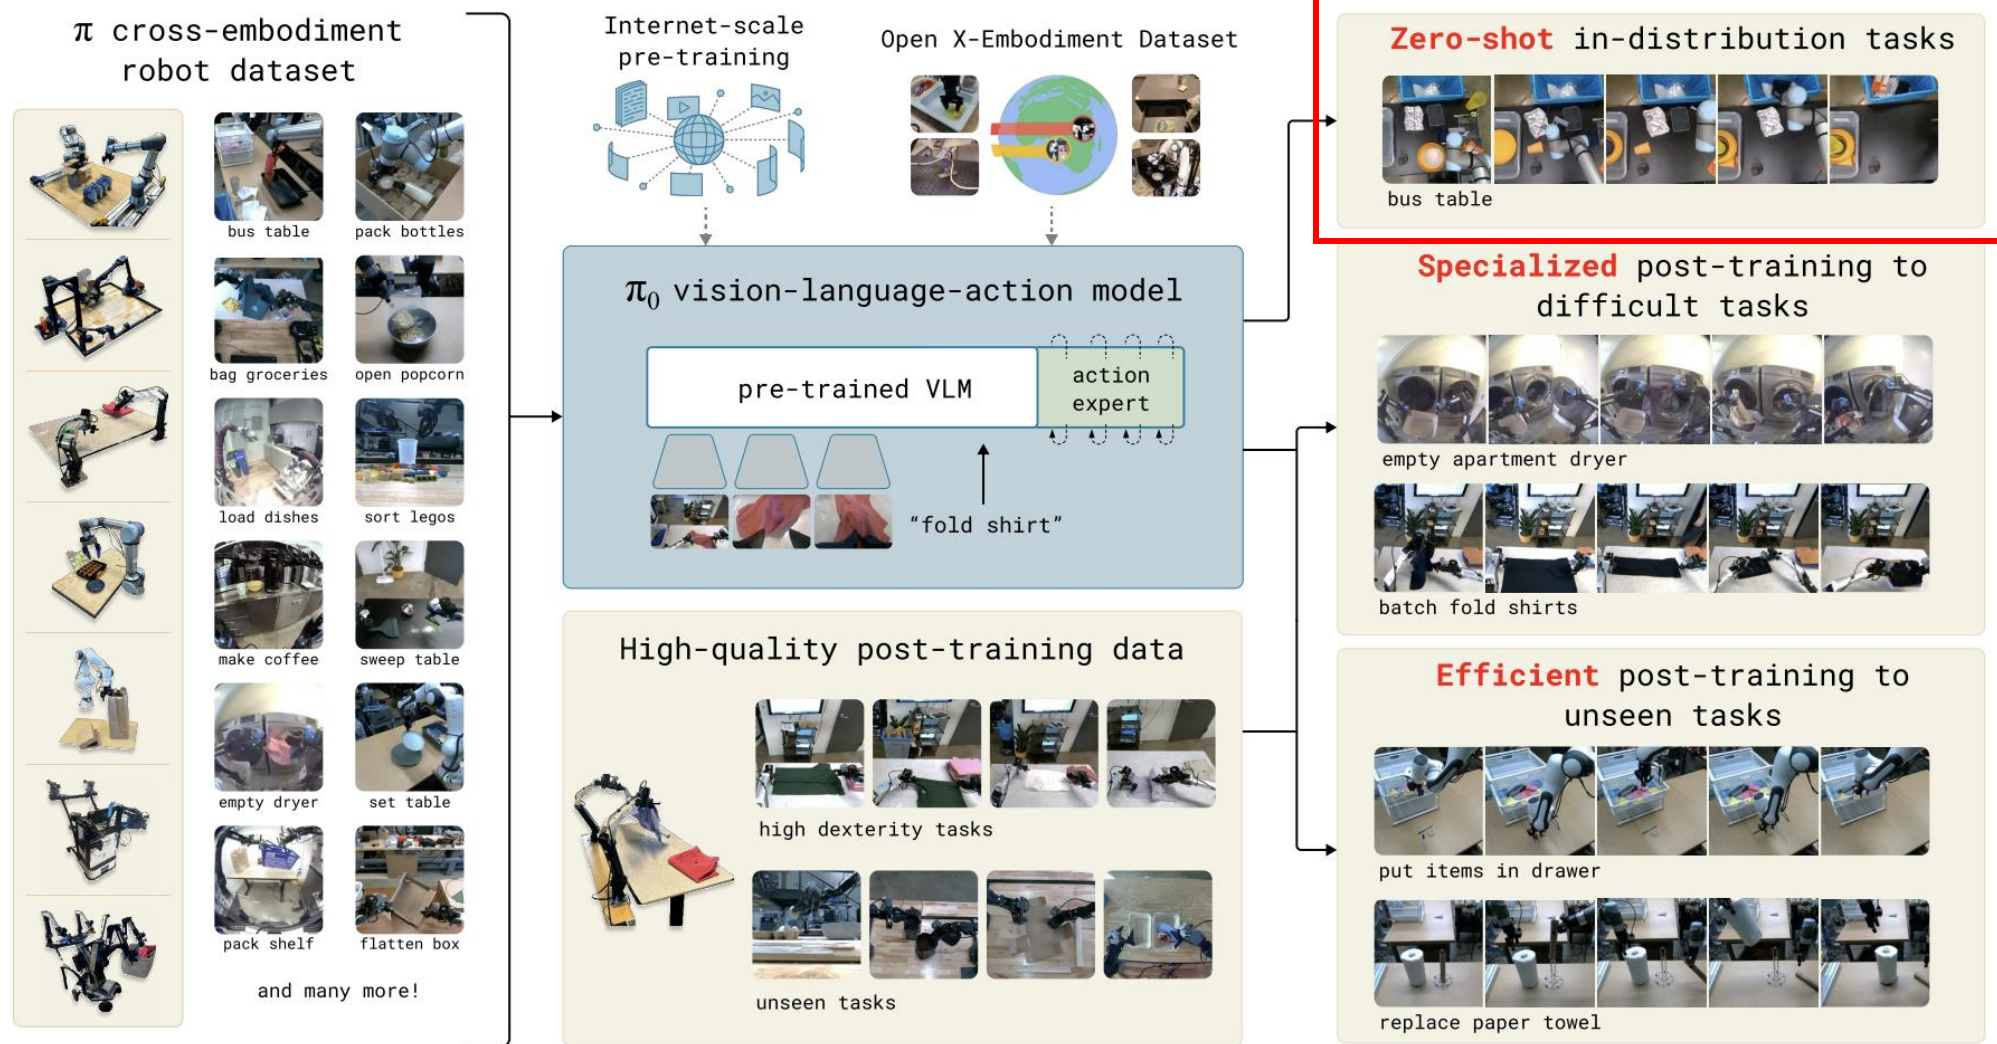 π cross-embodiment
robot dataset
bus table
pack bottles
bag groceries
open popcorn
load dishes
sort legos
make coffee
sweep table
empty dryer
set table
pack shelf
flatten box
and many more!
Internet-scale
pre-training
Open X-Embodiment Dataset
π₀ vision-language-action model
pre-trained VLM
action
expert
“fold shirt”
High-quality post-training data
high dexterity tasks
unseen tasks
Zero-shot in-distribution tasks
bus table
Specialized post-training to
difficult tasks
empty apartment dryer
batch fold shirts
Efficient post-training to
unseen tasks
put items in drawer
replace paper towel